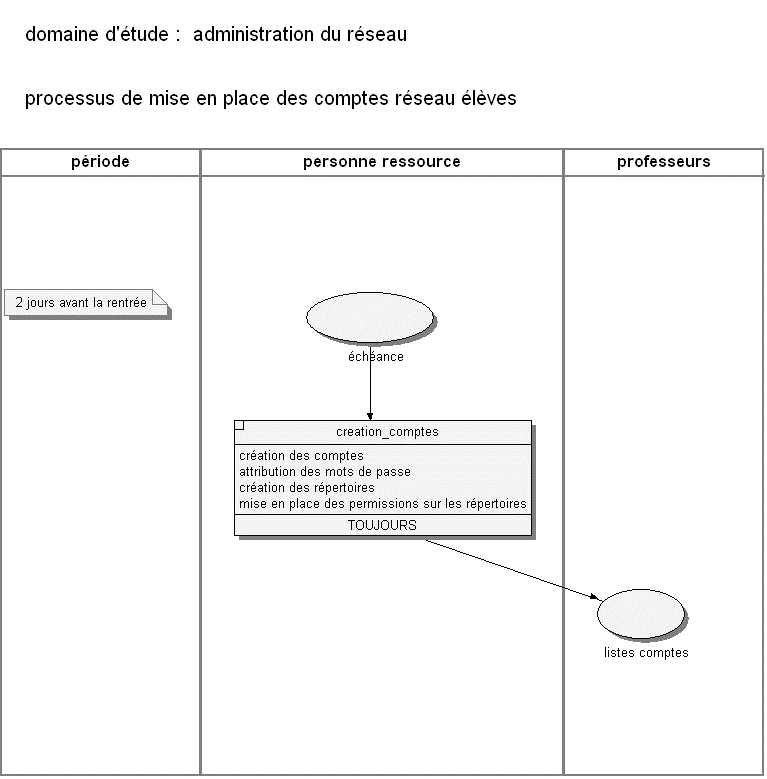 domaine d'étude :  administration du réseau
processus de mise en place des comptes réseau élèves
période
personne ressource
professeurs
2 jours avant la rentrée
échéance
creation_comptes
création des comptes
attribution des mots de passe
création des répertoires
mise en place des permissions sur les répertoires
TOUJOURS
listes comptes